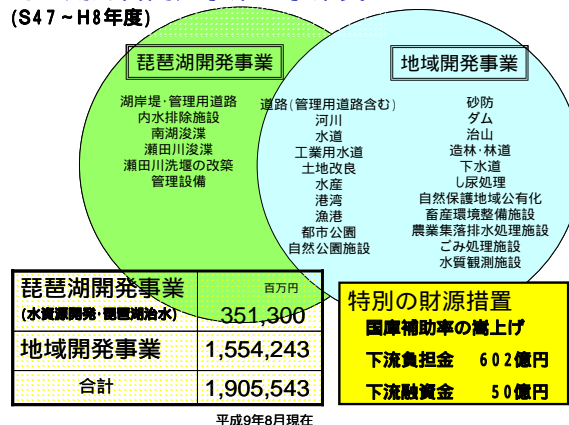 (S47~H8年度)
琵琶湖開発事業
地域開発事業
湖岸堤・管理用道路
内水排除施設
南湖浚渫
瀬田川浚渫
瀬田川洗堰の改築
管理設備
道路(管理用道路含む)
河川
水道
工業用水道
土地改良
水産
港湾
漁港
都市公園
自然公園施設
砂防
ダム
治山
造林・林道
下水道
し尿処理
自然保護地域公有化
畜産環境整備施設
農業集落排水処理施設
ごみ処理施設
水質観測施設
琵琶湖開発事業 百万円
(水資源開発・琵琶湖治水) 351,300
地域開発事業 1,554,243
合計 1,905,543
平成9年8月現在
特別の財源措置
国庫補助率の嵩上げ
下流負担金 602億円
下流融資金 50億円